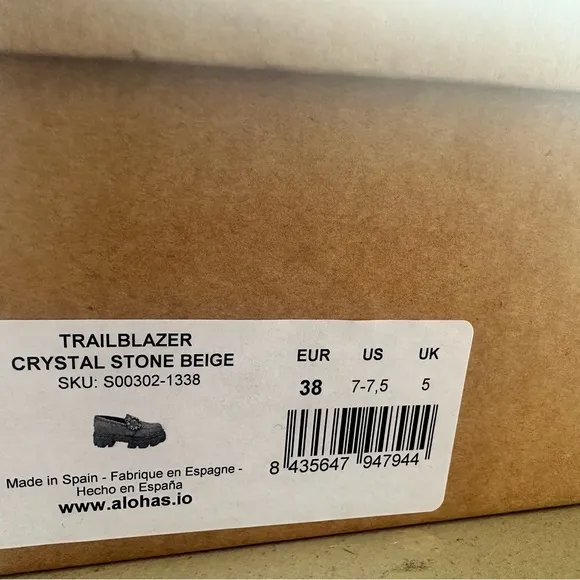 TRAILBLAZER
CRYSTAL STONE BEIGE
SKU: S00302-1338
Made in Spain - Fabrique en Espagne -
Hecho en España
www.alohas.io
EUR US UK
38 7-7,5 5
8 435647 947944